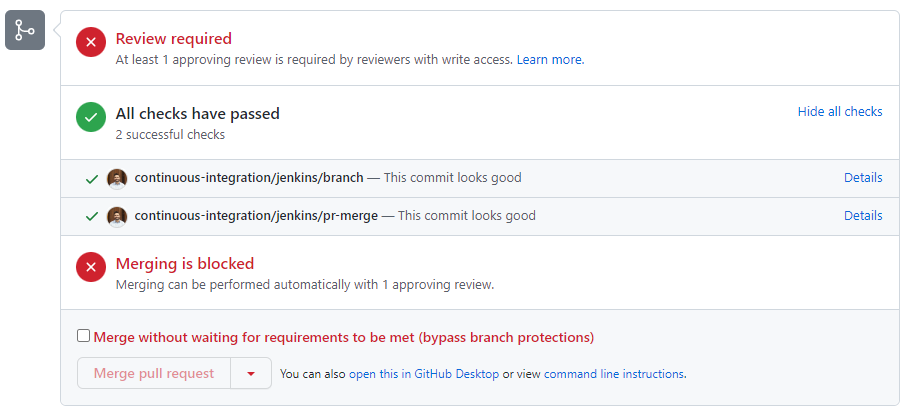 Review required
At least 1 approving review is required by reviewers with write access. Learn more.
All checks have passed
Hide all checks
2 successful checks
continuous-integration/jenkins/branch — This commit looks good
Details
continuous-integration/jenkins/pr-merge — This commit looks good
Details
Merging is blocked
Merging can be performed automatically with 1 approving review.
Merge without waiting for requirements to be met (bypass branch protections)
Merge pull request
You can also open this in GitHub Desktop or view command line instructions.